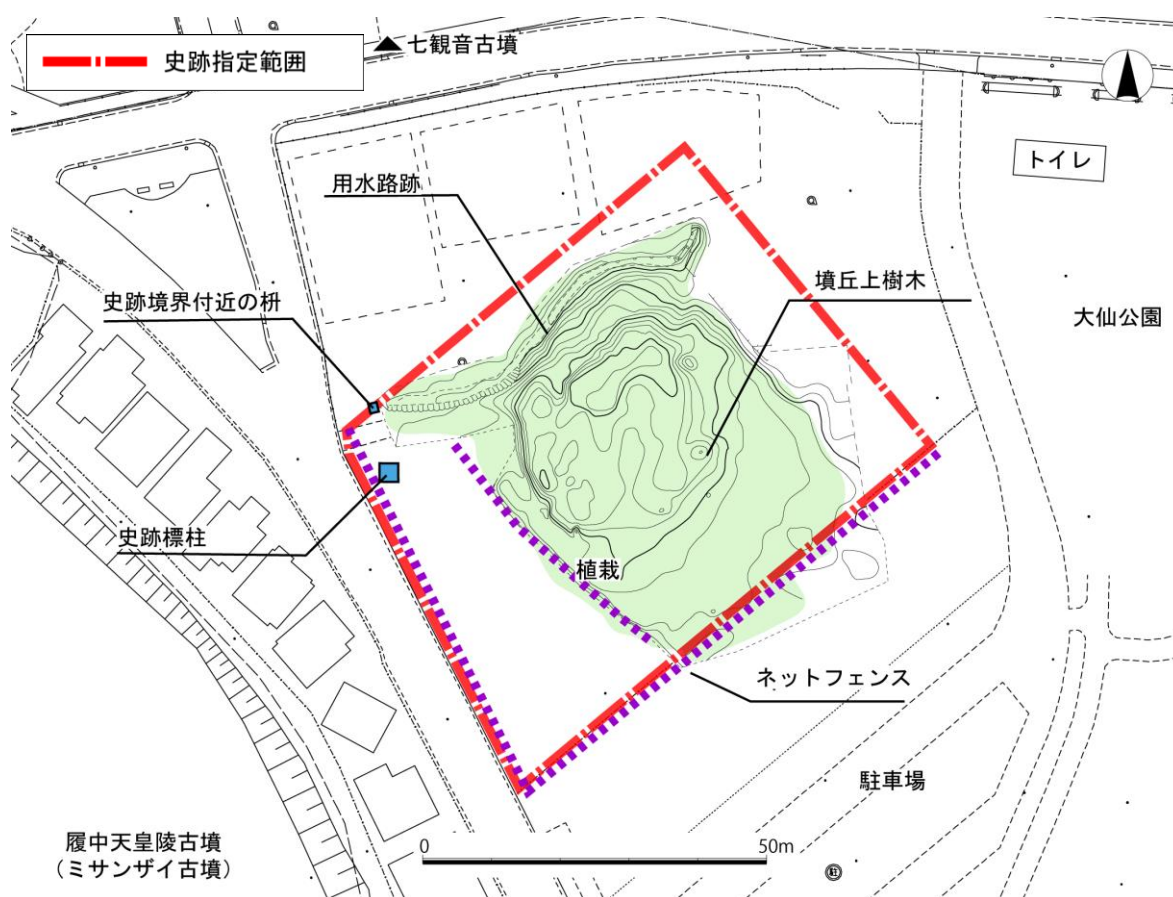 七観音古墳
史跡指定範囲
トイレ
用水路跡
墳丘上樹木
史跡境界付近の枡
大仙公園
史跡標柱
植栽
ネットフェンス
駐車場
履中天皇陵古墳
（ミサンザイ古墳）
0
50m
駐